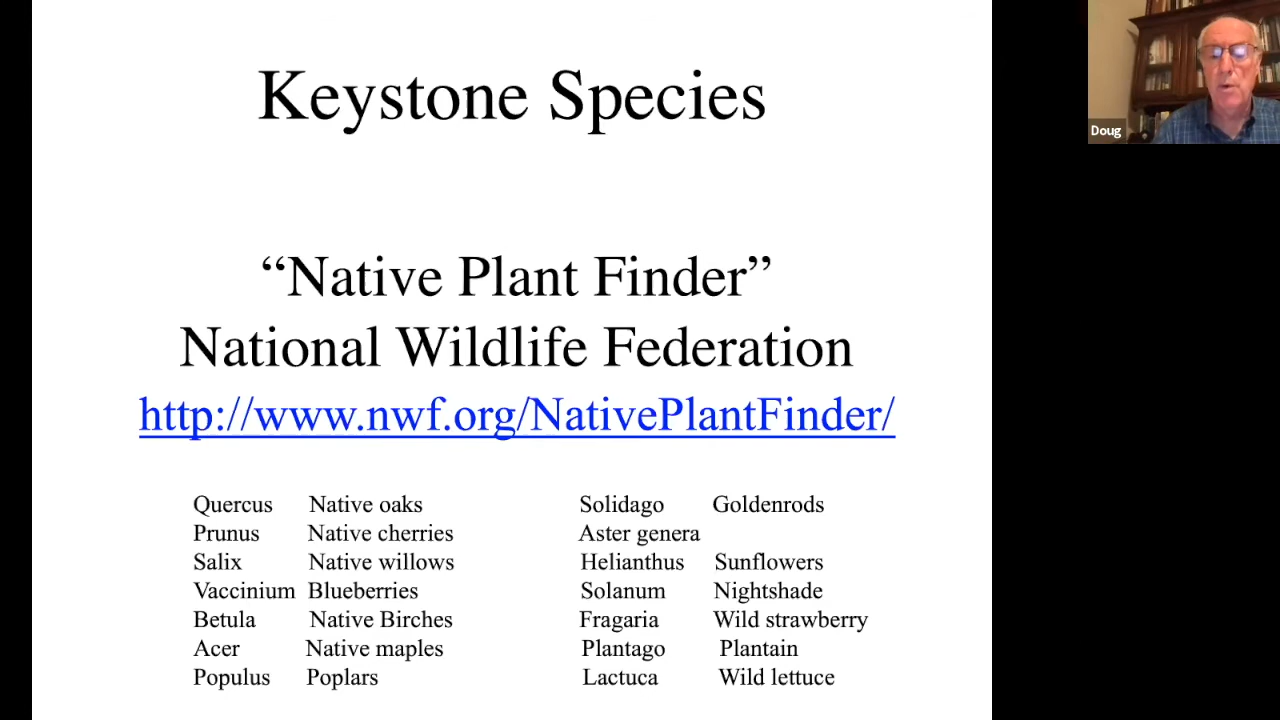 Keystone Species
“Native Plant Finder”
National Wildlife Federation
http://www.nwf.org/NativePlantFinder/
Quercus Native oaks
Prunus Native cherries
Salix Native willows
Vaccinium Blueberries
Betula Native Birches
Acer Native maples
Populus Poplars
Solidago Goldenrods
Aster genera
Helianthus Sunflowers
Solanum Nightshade
Fragaria Wild strawberry
Plantago Plantain
Lactuca Wild lettuce
Doug